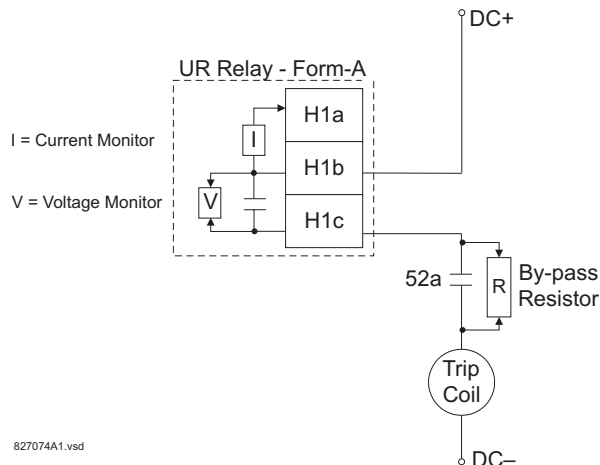 DC+
UR Relay - Form-A
I = Current Monitor
V = Voltage Monitor
I
V
H1a
H1b
H1c
52a
R
By-pass
Resistor
Trip
Coil
827074A1.vsd
DC–